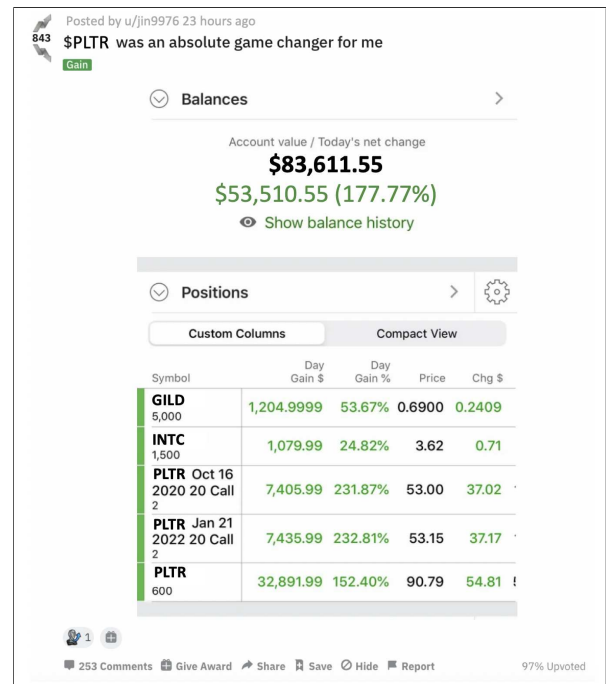 Posted by u/jin9976 23 hours ago
843
$PLTR was an absolute game changer for me
Gain
Balances
Account value / Today's net change
$83,611.55
$53,510.55 (177.77%)
Show balance history
Positions
Custom Columns Compact View
Day Day
Symbol Gain $ Gain % Price Chg $
GILD
5,000 1,204.9999 53.67% 0.6900 0.2409
INTC
1,500 1,079.99 24.82% 3.62 0.71
PLTR Oct 16
2020 20 Call 7,405.99 231.87% 53.00 37.02
2
PLTR Jan 21
2022 20 Call 7,435.99 232.81% 53.15 37.17
2
PLTR
600 32,891.99 152.40% 90.79 54.81
1
253 Comments Give Award Share Save Hide Report 97% Upvoted